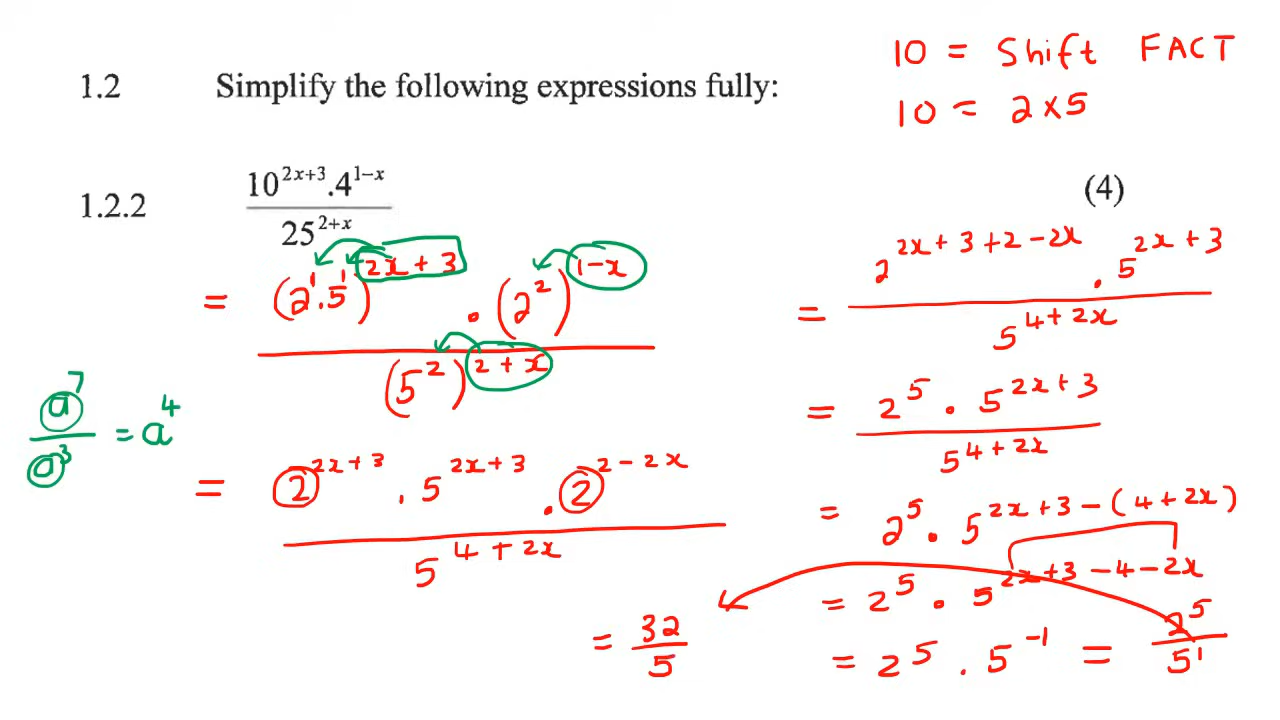 1.2 Simplify the following expressions fully:
10 = Shift FACT
10 = 2×5
1.2.2 10^{2x+3}.4^{1−x} / 25^{2+x} (4)
= (2^1.5^1)^{2x+3} . (2^2)^{1−x} / (5^2)^{2+x}
a^7 / a^3 = a^4
= 2^{2x+3} . 5^{2x+3} . 2^{2−2x} / 5^{4+2x}
= 2^{2x+3+2−2x} . 5^{2x+3} / 5^{4+2x}
= 2^5 . 5^{2x+3} / 5^{4+2x}
= 2^5 . 5^{2x+3−(4+2x)}
= 2^5 . 5^{2x+3−4−2x}
= 2^5 . 5^{−1} = 2^5 / 5^1
= 32 / 5